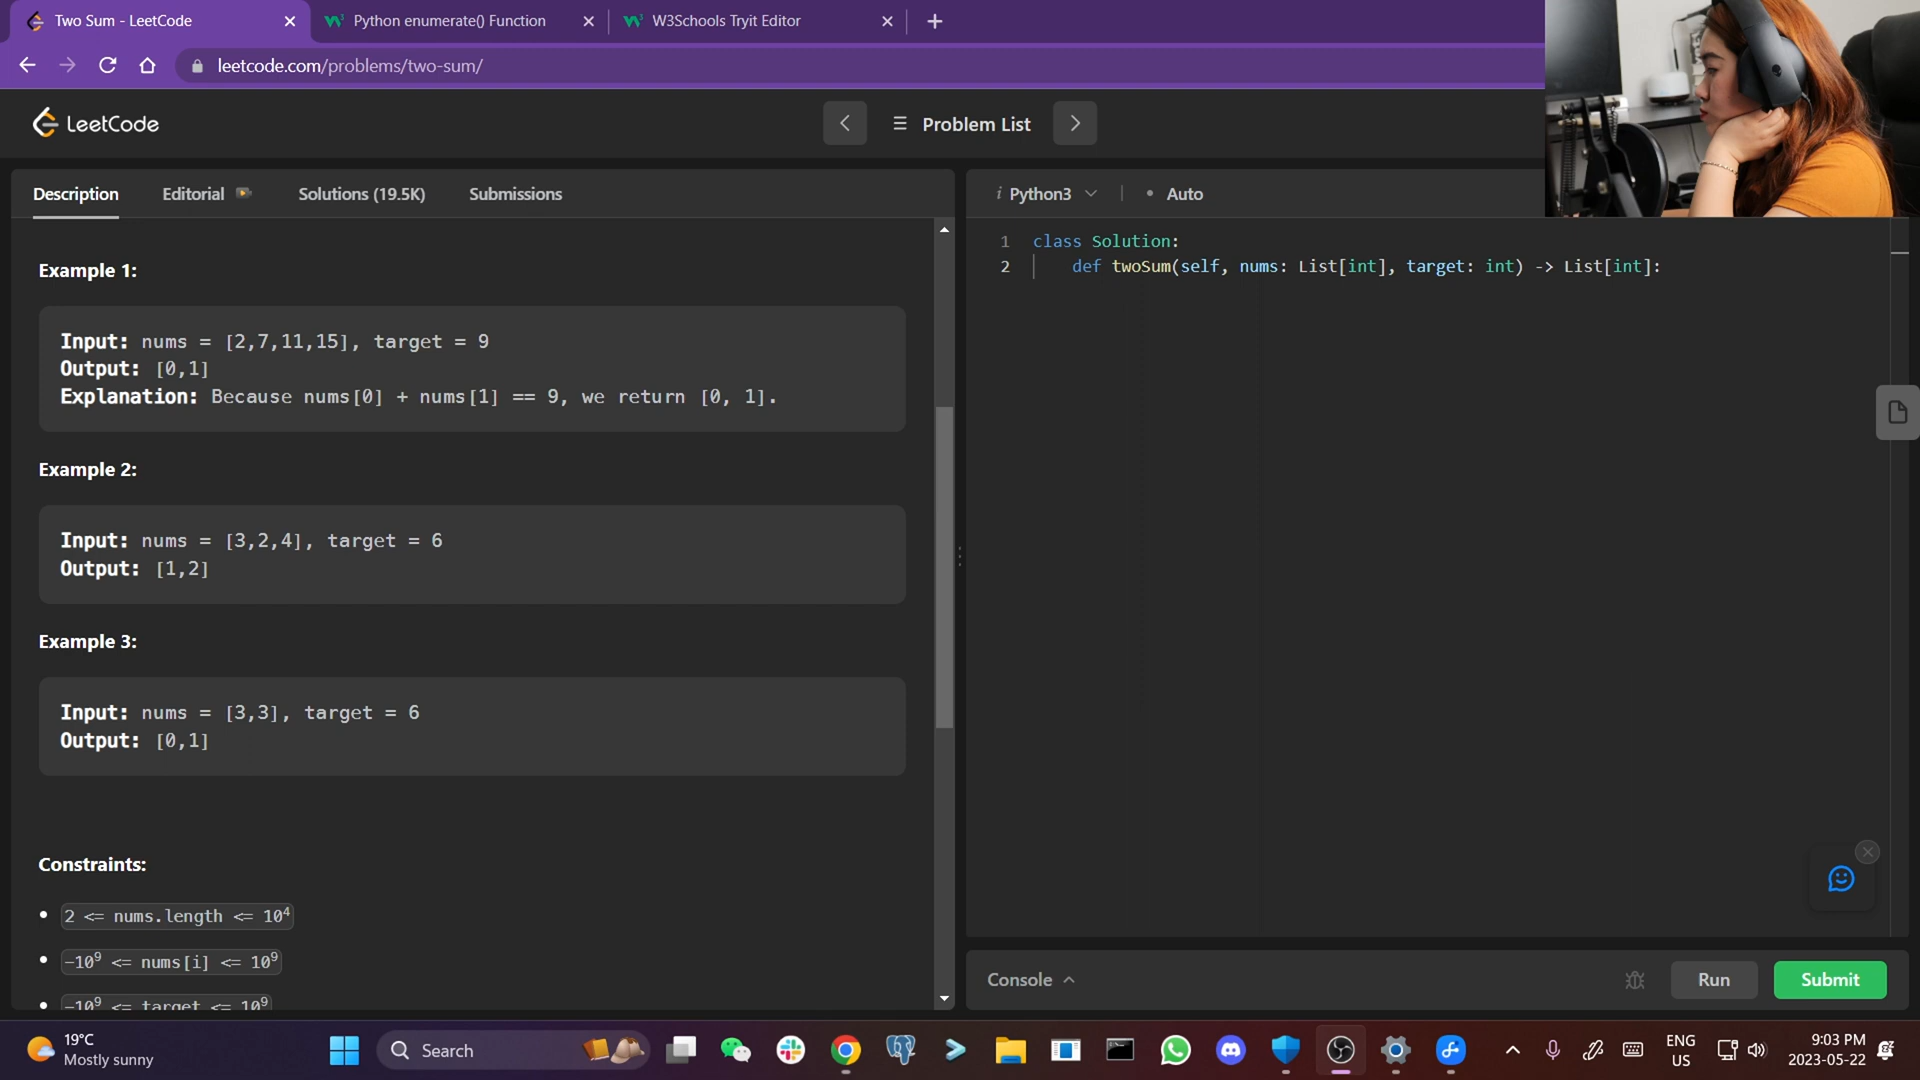 Two Sum - LeetCode
Python enumerate() Function
W3Schools Tryit Editor
leetcode.com/problems/two-sum/
LeetCode
Problem List
Description
Editorial
Solutions (19.5K)
Submissions
Python3
Auto
Example 1:
Input: nums = [2,7,11,15], target = 9
Output: [0,1]
Explanation: Because nums[0] + nums[1] == 9, we return [0, 1].
Example 2:
Input: nums = [3,2,4], target = 6
Output: [1,2]
Example 3:
Input: nums = [3,3], target = 6
Output: [0,1]
Constraints:
2 <= nums.length <= 10⁴
-10⁹ <= nums[i] <= 10⁹
-10⁹ <= target <= 10⁹
1 class Solution:
2 def twoSum(self, nums: List[int], target: int) -> List[int]:
Console
Run
Submit
19°C
Mostly sunny
Search
ENG
US
9:03 PM
2023-05-22